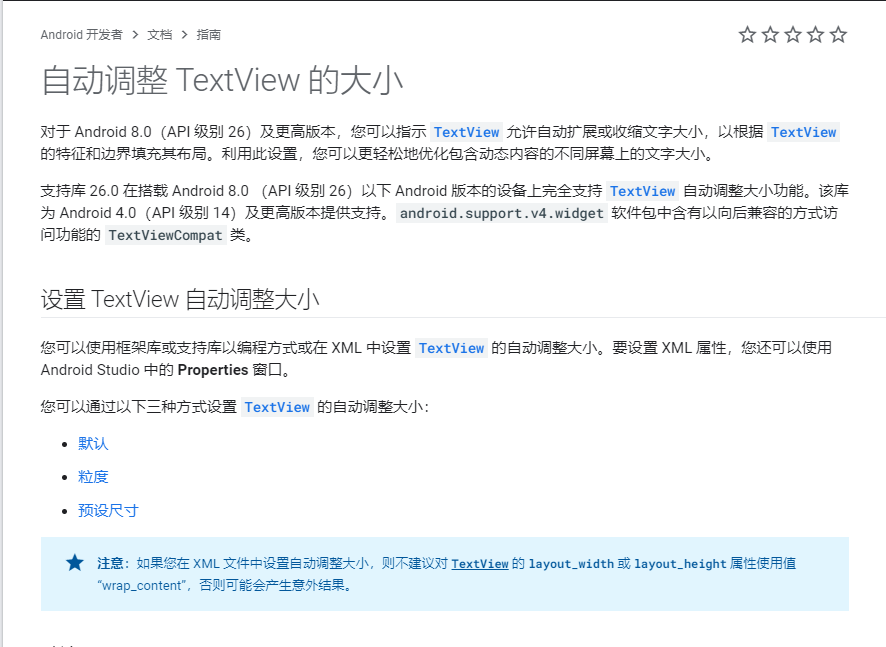 Android 开发者 > 文档 > 指南
自动调整 TextView 的大小
对于 Android 8.0（API 级别 26）及更高版本，您可以指示 TextView 允许自动扩展或收缩文字大小，以根据 TextView
的特征和边界填充其布局。利用此设置，您可以更轻松地优化包含动态内容的不同屏幕上的文字大小。
支持库 26.0 在搭载 Android 8.0 （API 级别 26）以下 Android 版本的设备上完全支持 TextView 自动调整大小功能。该库
为 Android 4.0（API 级别 14）及更高版本提供支持。android.support.v4.widget 软件包中含有以向后兼容的方式访
问功能的 TextViewCompat 类。
设置 TextView 自动调整大小
您可以使用框架库或支持库以编程方式或在 XML 中设置 TextView 的自动调整大小。要设置 XML 属性，您还可以使用
Android Studio 中的 Properties 窗口。
您可以通过以下三种方式设置 TextView 的自动调整大小：
默认
粒度
预设尺寸
注意：如果您在 XML 文件中设置自动调整大小，则不建议对 TextView 的 layout_width 或 layout_height 属性使用值
“wrap_content”，否则可能会产生意外结果。